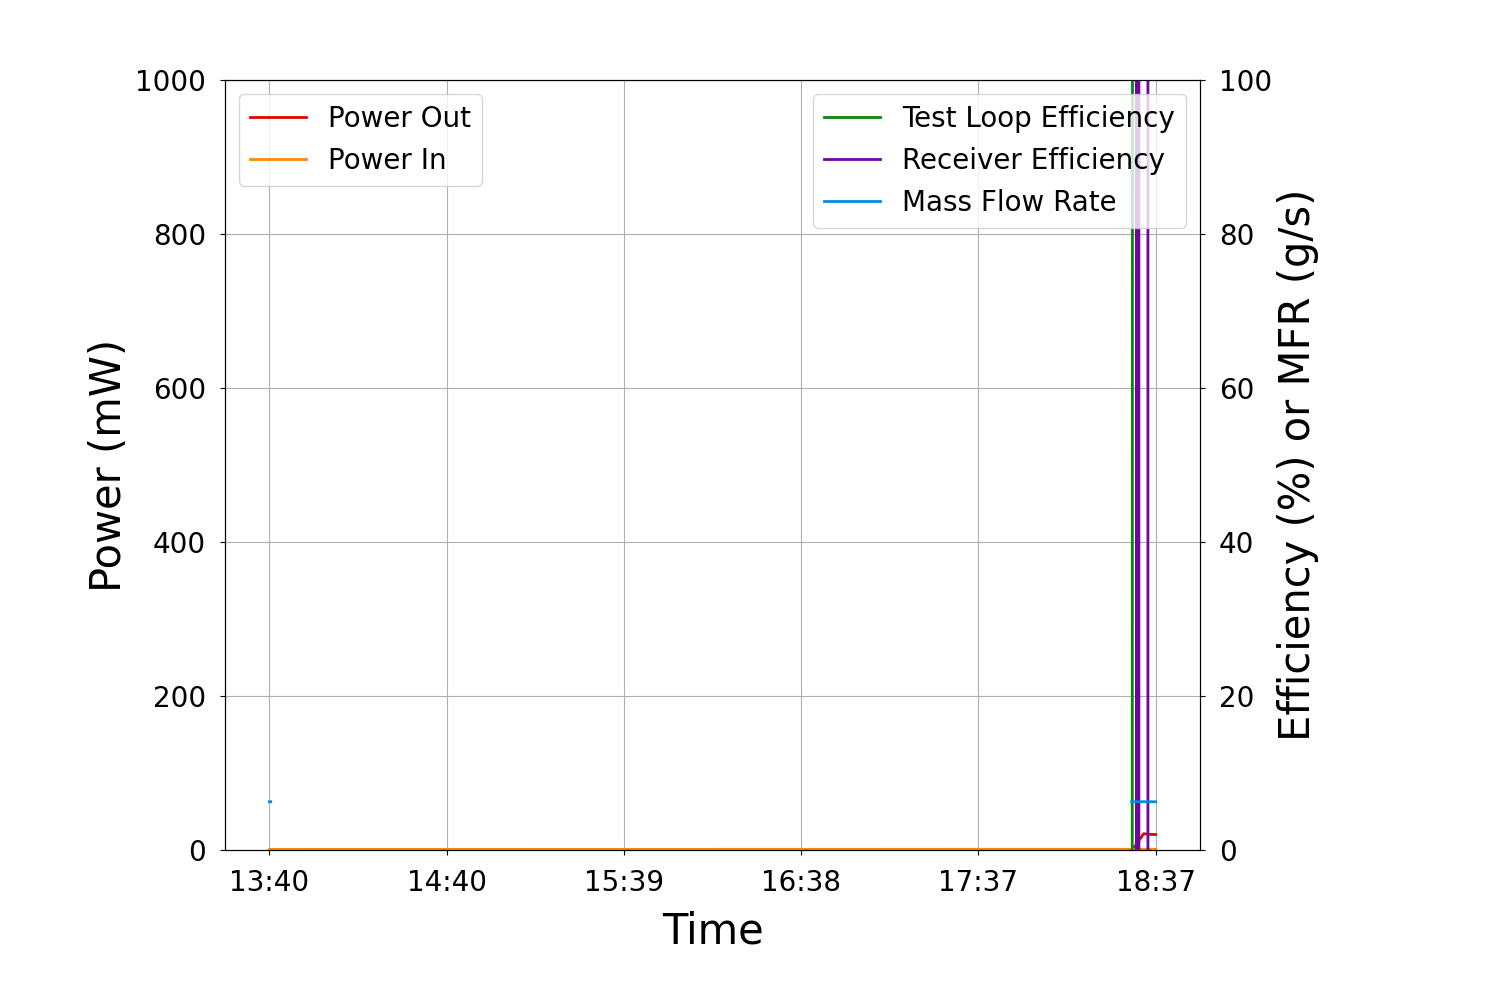 1000
800
600
400
200
0
Power (mW)
Power Out
Power In
Test Loop Efficiency
Receiver Efficiency
Mass Flow Rate
100
80
60
40
20
0
Efficiency (%) or MFR (g/s)
13:40 14:40 15:39 16:38 17:37 18:37
Time